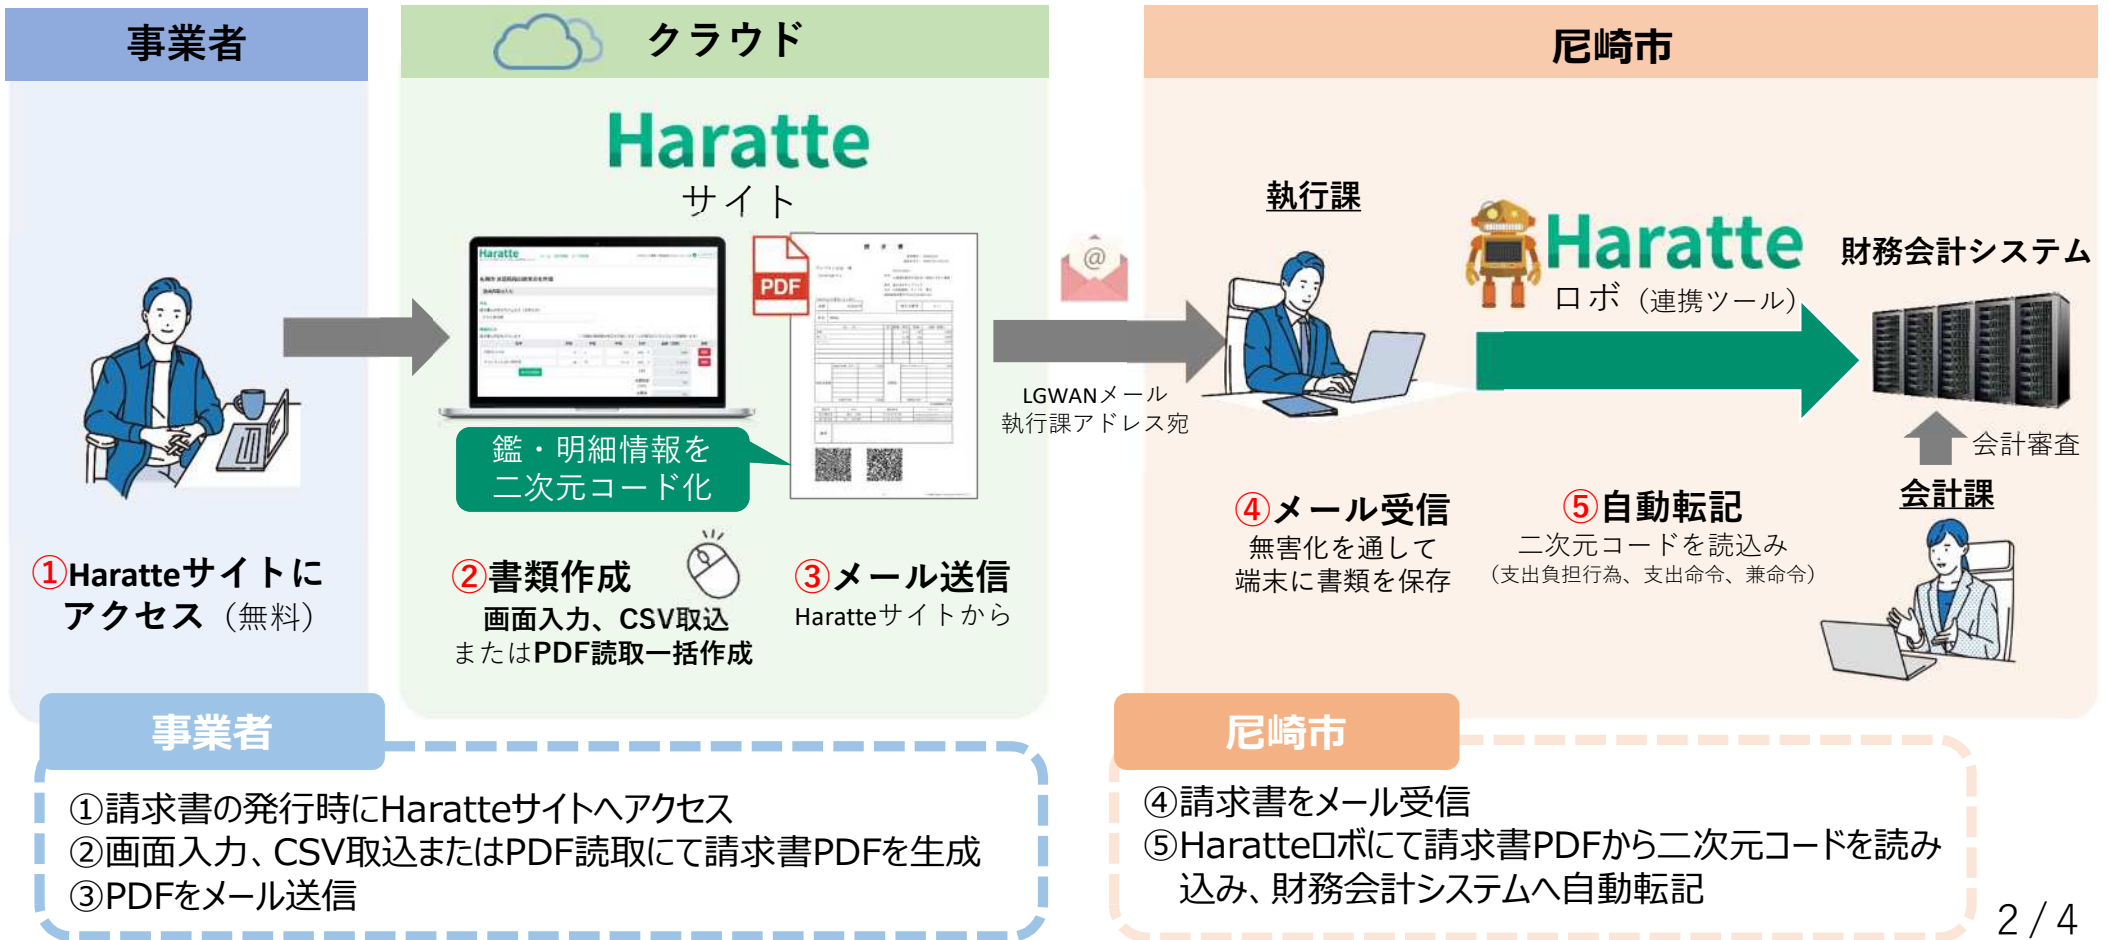 事業者
クラウド
尼崎市
Haratte
サイト
Haratte
PDF
請求書
鑑・明細情報を
二次元コード化
@
LGWANメール
執行課アドレス宛
執行課
Haratte
ロボ（連携ツール）
財務会計システム
会計審査
会計課
①Haratteサイトに
アクセス（無料）
②書類作成
画面入力、CSV取込
またはPDF読取一括作成
③メール送信
Haratteサイトから
④メール受信
無害化を通して
端末に書類を保存
⑤自動転記
二次元コードを読込み
（支出負担行為、支出命令、兼命令）
事業者
①請求書の発行時にHaratteサイトへアクセス
②画面入力、CSV取込またはPDF読取にて請求書PDFを生成
③PDFをメール送信
尼崎市
④請求書をメール受信
⑤Haratteロボにて請求書PDFから二次元コードを読み
込み、財務会計システムへ自動転記
2/4